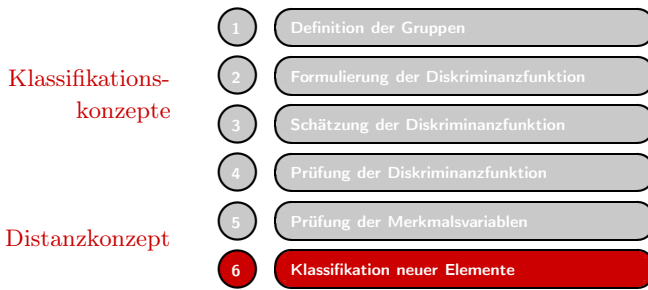 1 Definition der Gruppen
2 Formulierung der Diskriminanzfunktion
3 Schätzung der Diskriminanzfunktion
4 Prüfung der Diskriminanzfunktion
5 Prüfung der Merkmalsvariablen
6 Klassifikation neuer Elemente
Klassifikations-
konzepte
Distanzkonzept